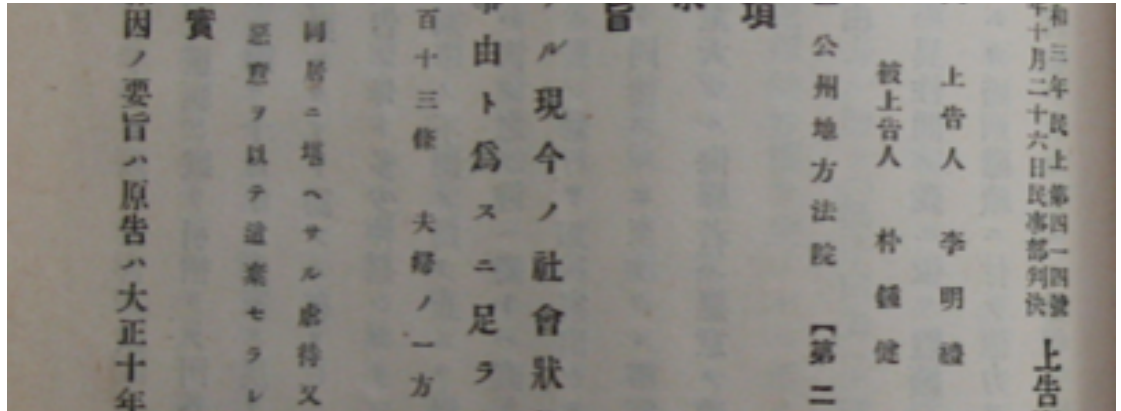 和三年民上第四一四號
年十月二十六日民事部判決
上告
上告人 李明
被上告人 朴鍾健
公州地方法院 【第二
項
旨
ル現今ノ社會狀
由ト爲スニ足ラ
百十三條 夫婦ノ一方
同居ニ堪ヘサル虐待又
惡意ヲ以テ遺棄セラレ
實
因ノ要旨ハ原告ハ大正十年